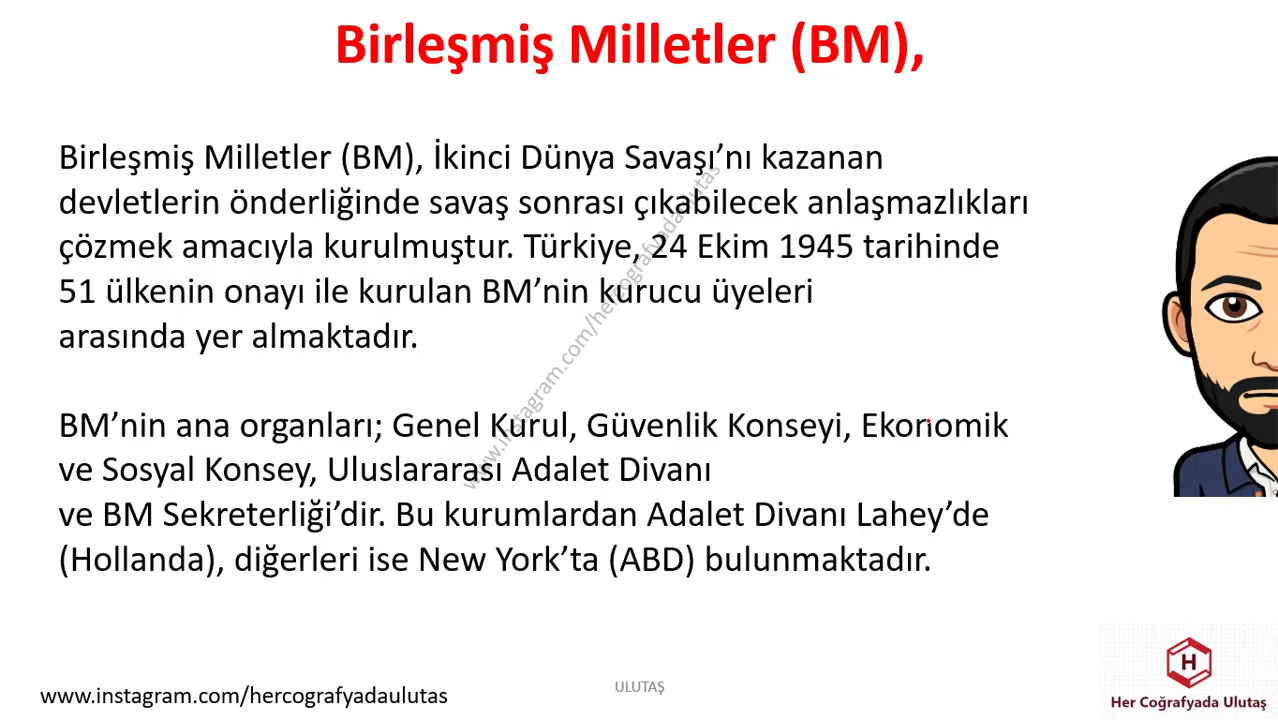 Birleşmiş Milletler (BM),
Birleşmiş Milletler (BM), İkinci Dünya Savaşı’nı kazanan
devletlerin önderliğinde savaş sonrası çıkabilecek anlaşmazlıkları
çözmek amacıyla kurulmuştur. Türkiye, 24 Ekim 1945 tarihinde
51 ülkenin onayı ile kurulan BM’nin kurucu üyeleri
arasında yer almaktadır.
BM’nin ana organları; Genel Kurul, Güvenlik Konseyi, Ekonomik
ve Sosyal Konsey, Uluslararası Adalet Divanı
ve BM Sekreterliği’dir. Bu kurumlardan Adalet Divanı Lahey’de
(Hollanda), diğerleri ise New York’ta (ABD) bulunmaktadır.
www.instagram.com/hercografyadaulutas
www.instagram.com/hercografyadaulutas
ULUTAŞ
H
Her Coğrafyada Ulutaş